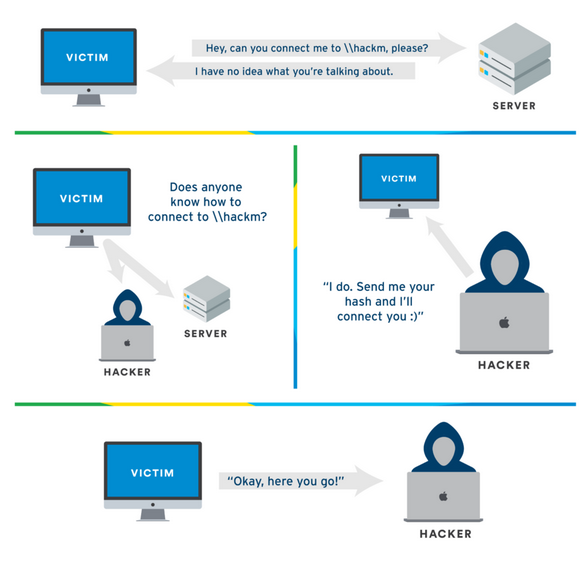 VICTIM
Hey, can you connect me to \\hackm, please?
I have no idea what you're talking about.
SERVER
VICTIM
Does anyone
know how to
connect to \\hackm?
SERVER
HACKER
VICTIM
“I do. Send me your
hash and I’ll
connect you :)”
HACKER
VICTIM
“Okay, here you go!”
HACKER